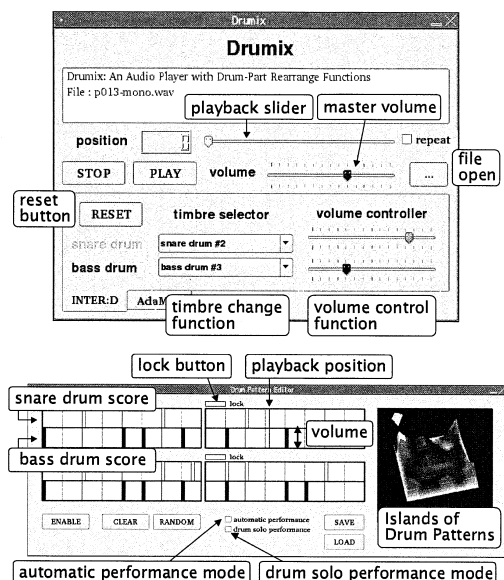 Drumix
Drumix
Drumix: An Audio Player with Drum-Part Rearrange Functions
File : p013-mono.wav
playback slider
master volume
position
repeat
STOP
PLAY
volume
...
file
open
reset
button
RESET
timbre selector
volume controller
snare drum
snare drum #2
bass drum
bass drum #3
INTER:D
timbre change
function
volume control
function
lock button
playback position
Drum Pattern Editor
snare drum score
lock
volume
bass drum score
lock
ENABLE
CLEAR
RANDOM
automatic performance
drum solo performance
SAVE
LOAD
Islands of
Drum Patterns
automatic performance mode
drum solo performance mode